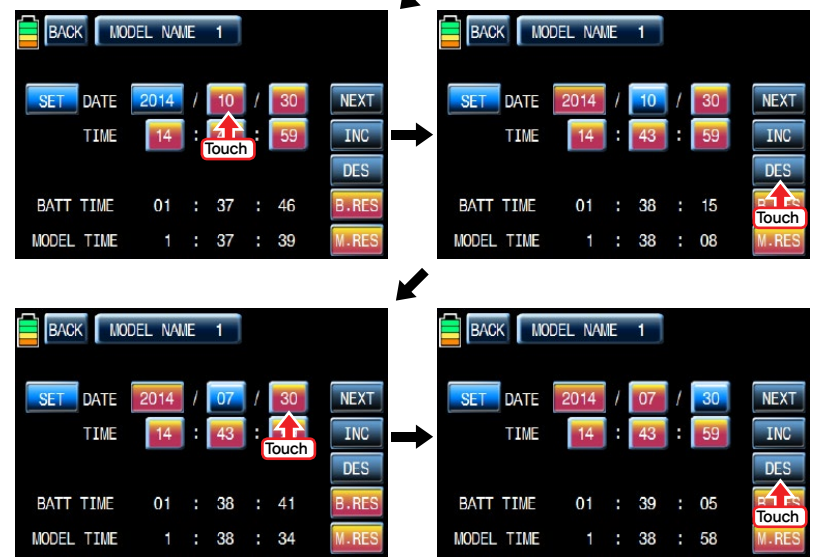 BACK MODEL NAME 1
SET DATE 2014 / 10 / 30 NEXT
TIME 14 : : 59 INC
Touch
DES
BATT TIME 01 : 37 : 46 B.RES
MODEL TIME 1 : 37 : 39 M.RES
BACK MODEL NAME 1
SET DATE 2014 / 10 / 30 NEXT
TIME 14 : 43 : 59 INC
DES
BATT TIME 01 : 38 : 15
Touch
MODEL TIME 1 : 38 : 08 M.RES
BACK MODEL NAME 1
SET DATE 2014 / 07 / 30 NEXT
TIME 14 : 43 : INC
Touch
DES
BATT TIME 01 : 38 : 41 B.RES
MODEL TIME 1 : 38 : 34 M.RES
BACK MODEL NAME 1
SET DATE 2014 / 07 / 30 NEXT
TIME 14 : 43 : 59 INC
DES
BATT TIME 01 : 39 : 05
Touch
MODEL TIME 1 : 38 : 58 M.RES